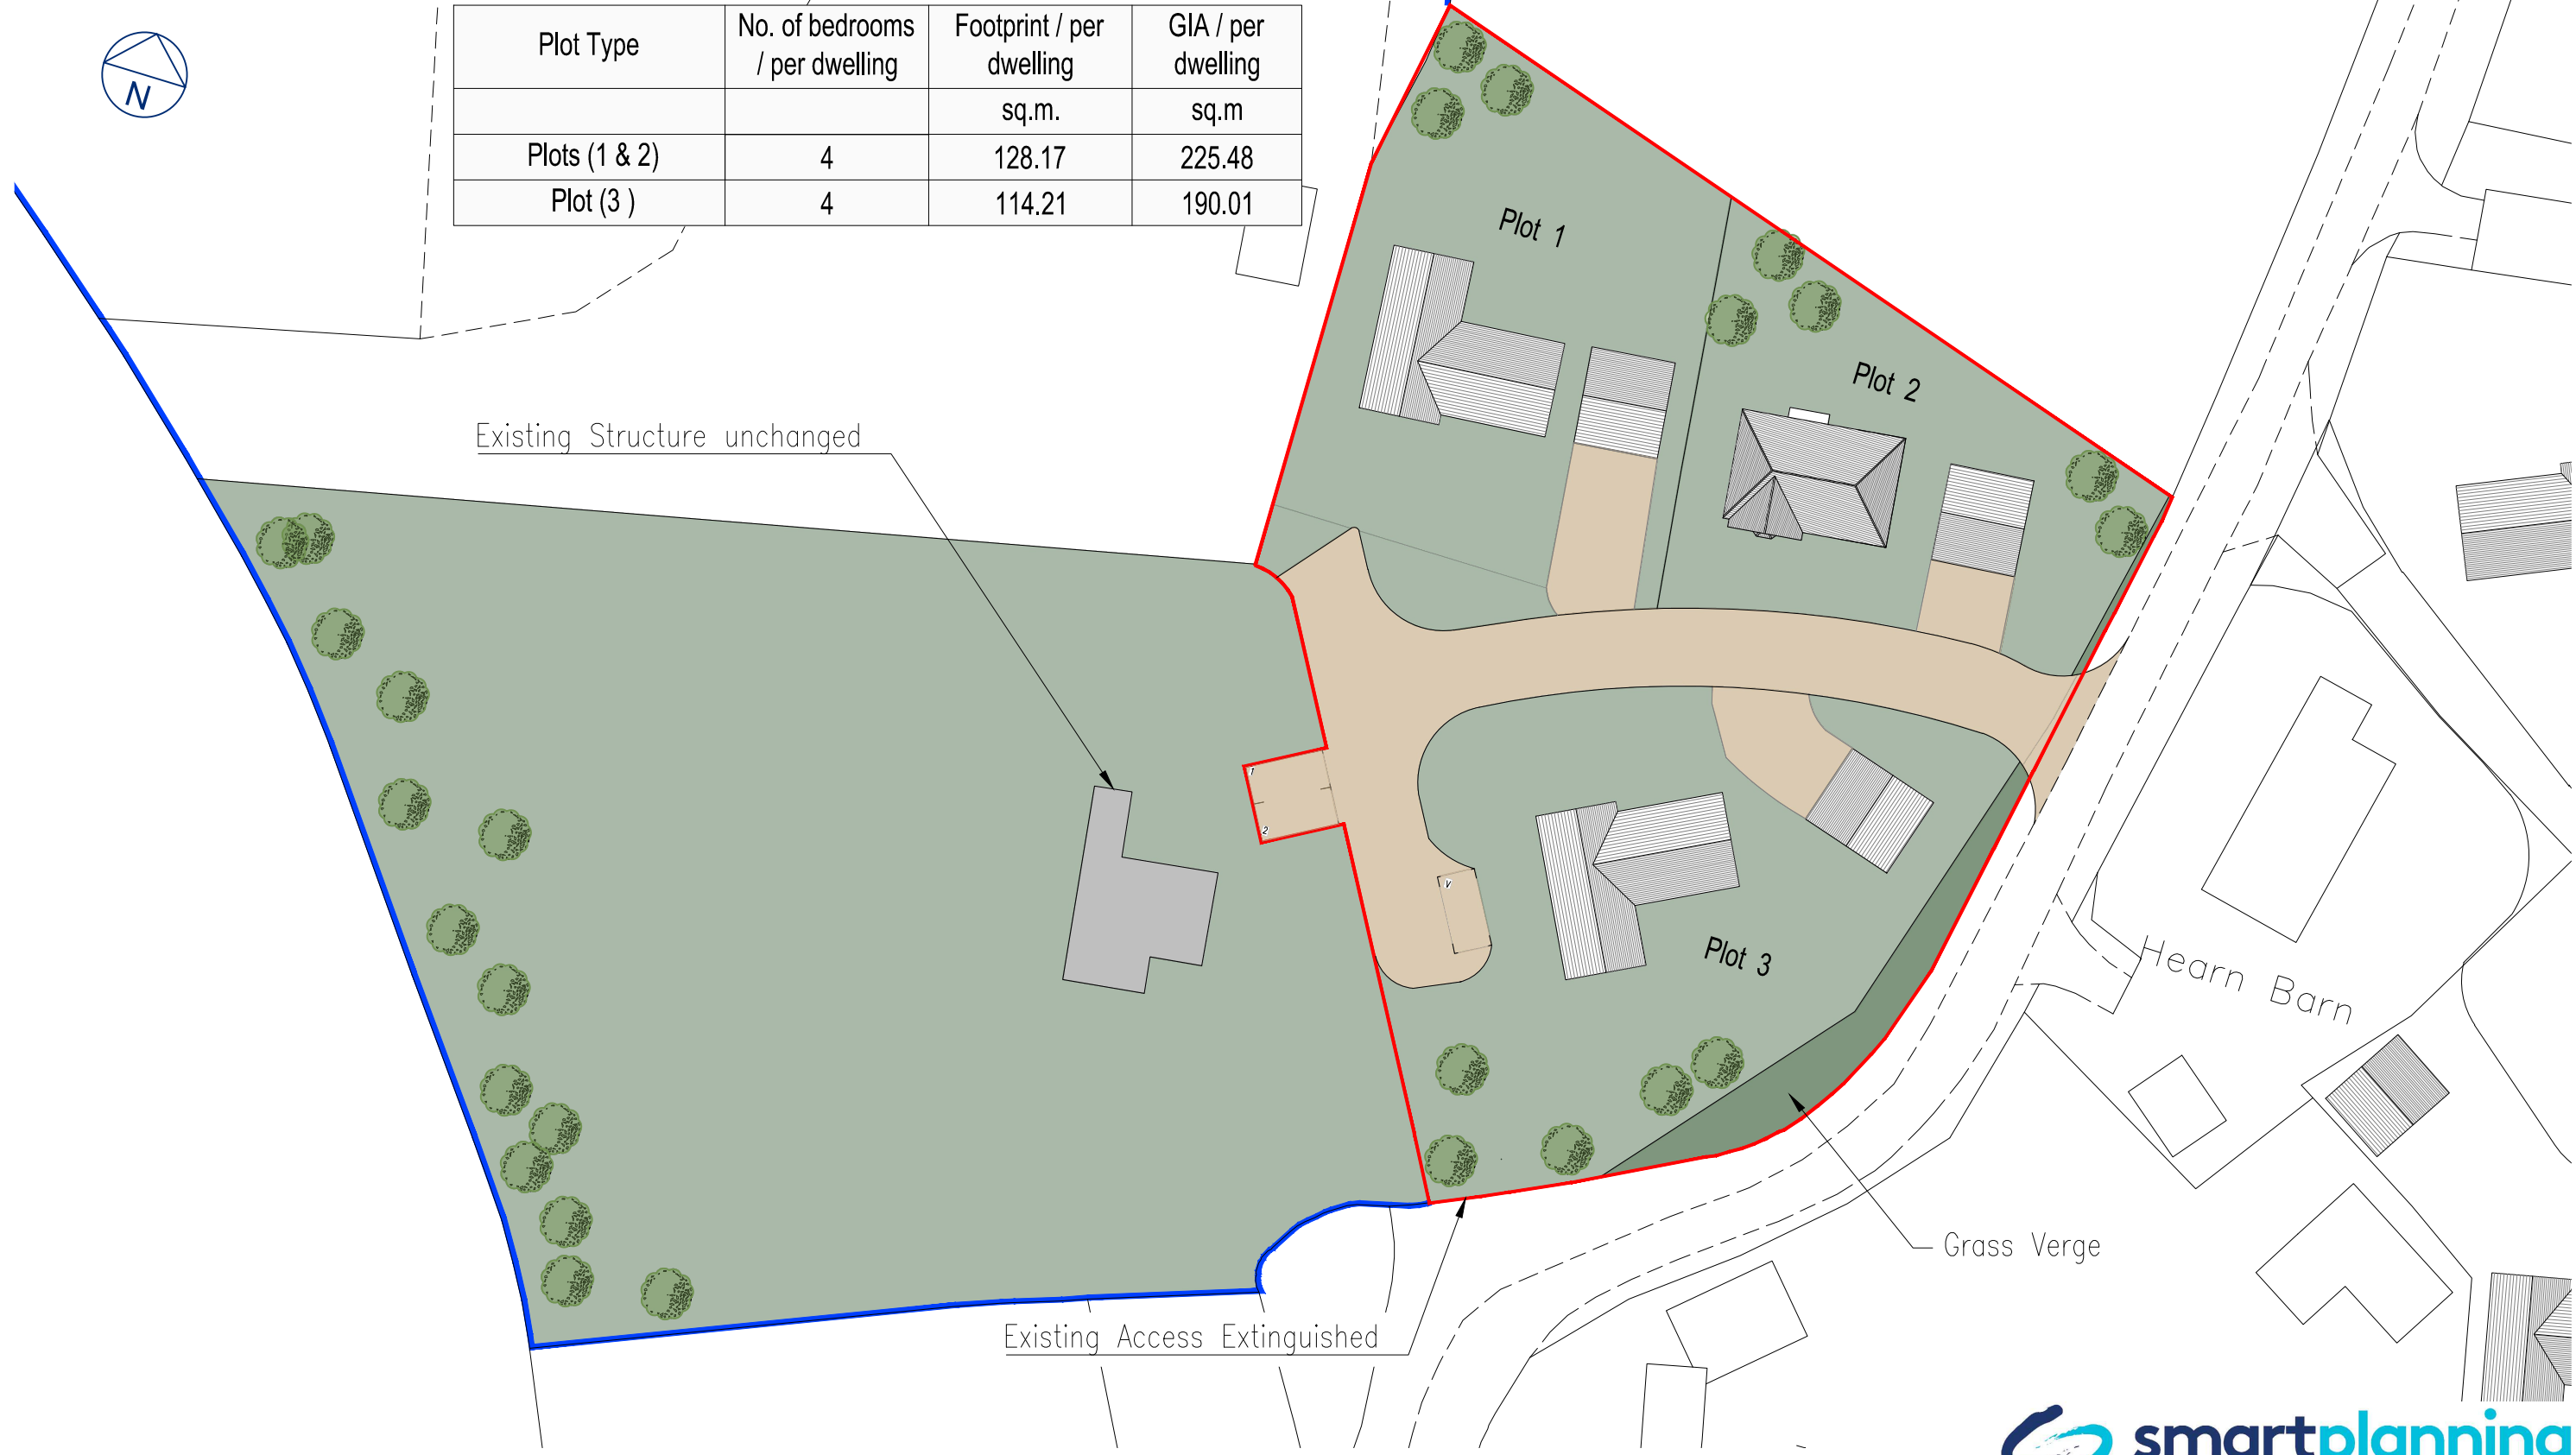 N
Plot Type
No. of bedrooms / per dwelling
Footprint / per dwelling
GIA / per dwelling
sq.m.
sq.m
Plots (1 & 2)
4
128.17
225.48
Plot (3 )
4
114.21
190.01
Plot 1
Plot 2
Existing Structure unchanged
1
2
V
Plot 3
Hearn Barn
Grass Verge
Existing Access Extinguished
smartplanning